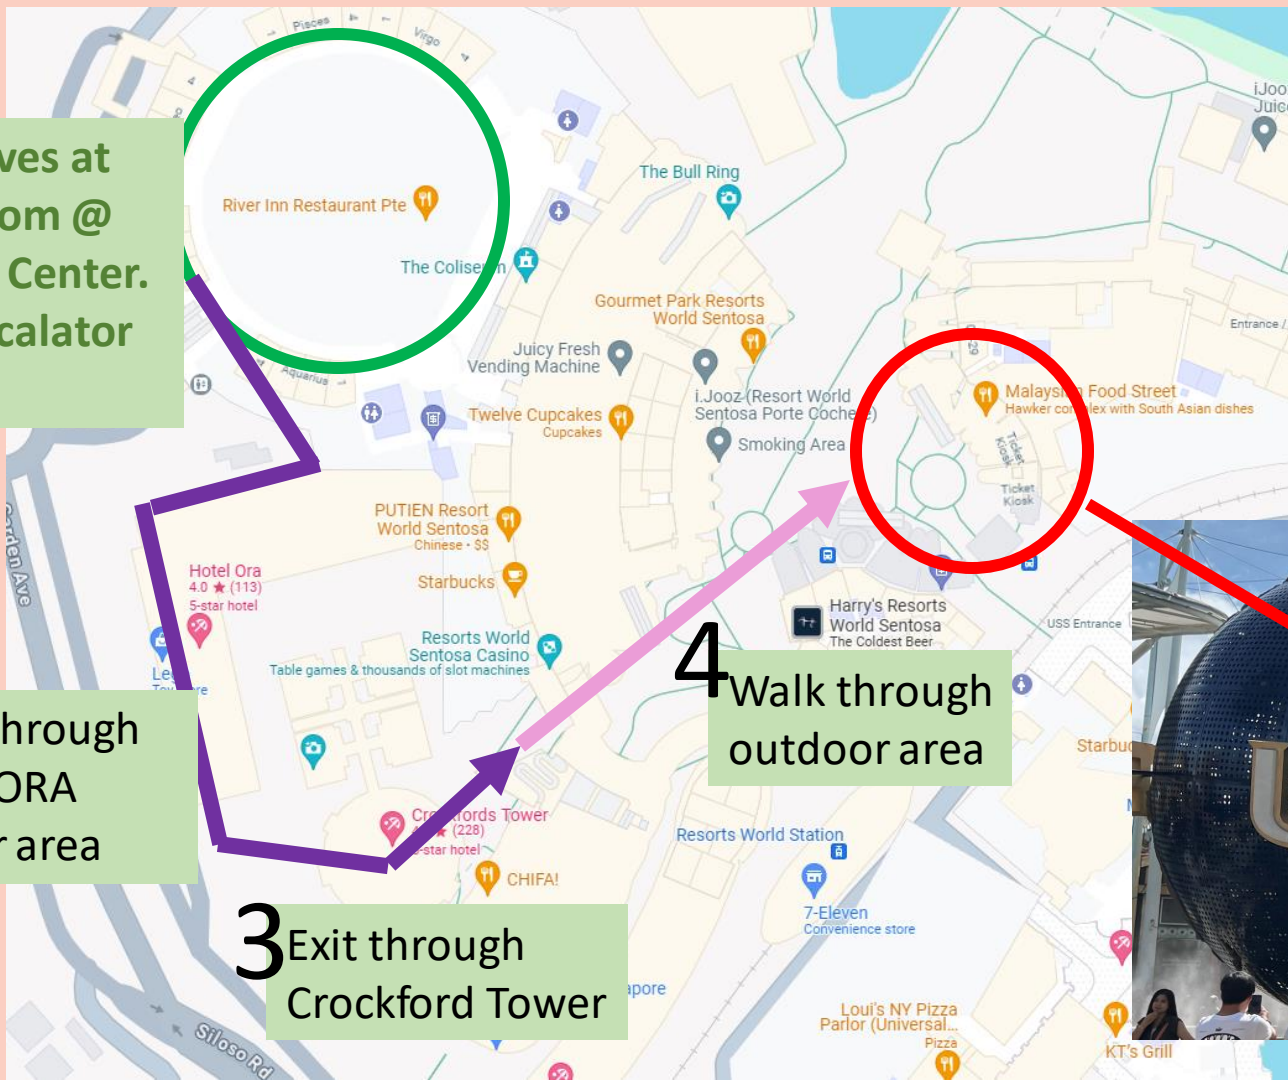 Pisces
Virgo
iJoo
Juice
ves at
om @
Center.
calator
The Bull Ring
River Inn Restaurant Pte
The Coliseum
Gourmet Park Resorts
World Sentosa
Entrance /
Juicy Fresh
Vending Machine
Aquarius
i.Jooz (Resort World
Sentosa Porte Cochere)
Malaysian Food Street
Hawker complex with South Asian dishes
Twelve Cupcakes
Cupcakes
Smoking Area
Ticket
Kiosk
Ticket
Kiosk
PUTIEN Resort
World Sentosa
Chinese • $$
Garden Ave
Hotel Ora
4.0 ★ (113)
5-star hotel
Starbucks
Harry's Resorts
World Sentosa
The Coldest Beer
USS Entrance
Resorts World
Sentosa Casino
Table games & thousands of slot machines
4
Walk through
outdoor area
hrough
ORA
r area
Starbuc
Crockfords Tower
(228)
-star hotel
Resorts World Station
CHIFA!
7-Eleven
Convenience store
3
Exit through
Crockford Tower
apore
Siloso Rd
Loui's NY Pizza
Parlor (Universal...
Pizza
KT's Grill
U